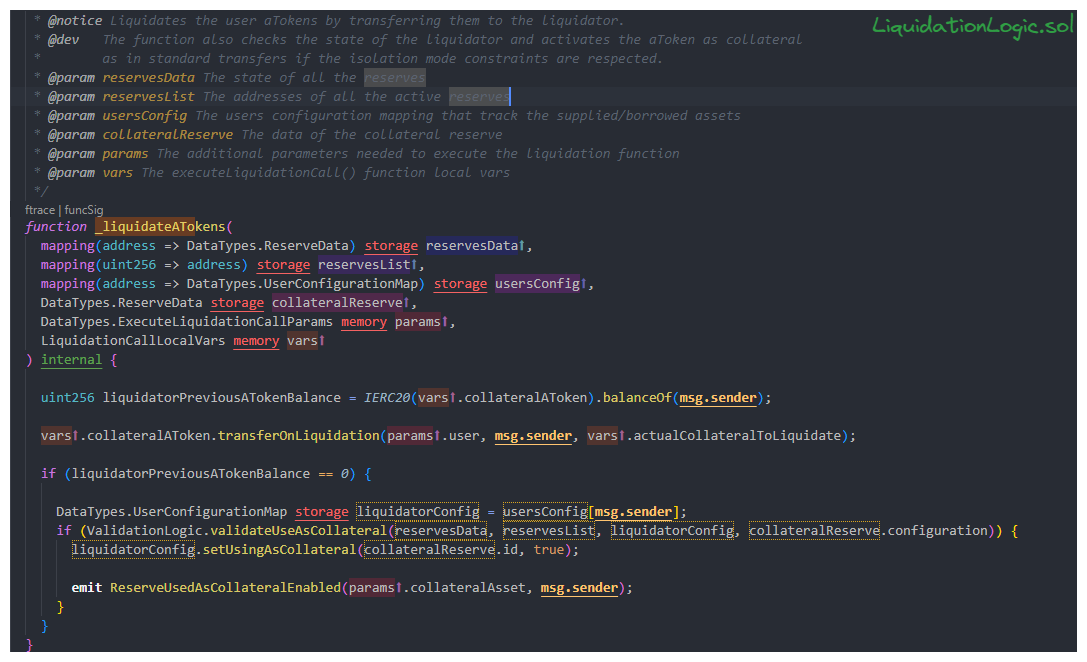 LiquidationLogic.sol
* @notice Liquidates the user aTokens by transferring them to the liquidator.
* @dev   The function also checks the state of the liquidator and activates the aToken as collateral
*        as in standard transfers if the isolation mode constraints are respected.
* @param reservesData The state of all the reserves
* @param reservesList The addresses of all the active reserves
* @param usersConfig The users configuration mapping that track the supplied/borrowed assets
* @param collateralReserve The data of the collateral reserve
* @param params The additional parameters needed to execute the liquidation function
* @param vars The executeLiquidationCall() function local vars
*/
ftrace | funcSig
function _liquidateATokens(
mapping(address => DataTypes.ReserveData) storage reservesData↑,
mapping(uint256 => address) storage reservesList↑,
mapping(address => DataTypes.UserConfigurationMap) storage usersConfig↑,
DataTypes.ReserveData storage collateralReserve↑,
DataTypes.ExecuteLiquidationCallParams memory params↑,
LiquidationCallLocalVars memory vars↑
) internal {
uint256 liquidatorPreviousATokenBalance = IERC20(vars↑.collateralAToken).balanceOf(msg.sender);
vars↑.collateralAToken.transferOnLiquidation(params↑.user, msg.sender, vars↑.actualCollateralToLiquidate);
if (liquidatorPreviousATokenBalance == 0) {
DataTypes.UserConfigurationMap storage liquidatorConfig = usersConfig[msg.sender];
if (ValidationLogic.validateUseAsCollateral(reservesData, reservesList, liquidatorConfig, collateralReserve.configuration)) {
liquidatorConfig.setUsingAsCollateral(collateralReserve.id, true);
emit ReserveUsedAsCollateralEnabled(params↑.collateralAsset, msg.sender);
}
}
}